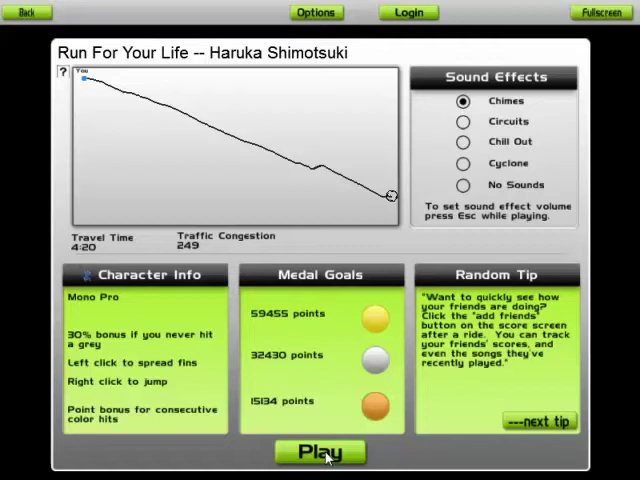 Back
Options
Login
Fullscreen
Run For Your Life -- Haruka Shimotsuki
?
You
Travel Time
4:20
Traffic Congestion
249
Sound Effects
Chimes
Circuits
Chill Out
Cyclone
No Sounds
To set sound effect volume
press Esc while playing.
Character Info
Mono Pro
30% bonus if you never hit
a grey
Left click to spread fins
Right click to jump
Point bonus for consecutive
color hits
Medal Goals
59455 points
32430 points
15134 points
Random Tip
"Want to quickly see how
your friends are doing?
Click the "add friends"
button on the score screen
after a ride.  You can track
your friends' scores, and
even the songs they've
recently played."
---next tip
Play